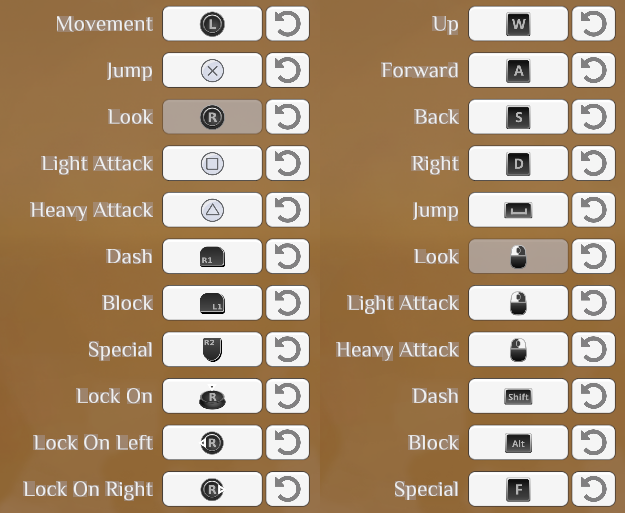 Movement L
Jump
Look R
Light Attack
Heavy Attack
Dash R1
Block L1
Special R2
Lock On R
Lock On Left R
Lock On Right R
Up W
Forward A
Back S
Right D
Jump
Look
Light Attack
Heavy Attack
Dash Shift
Block Alt
Special F